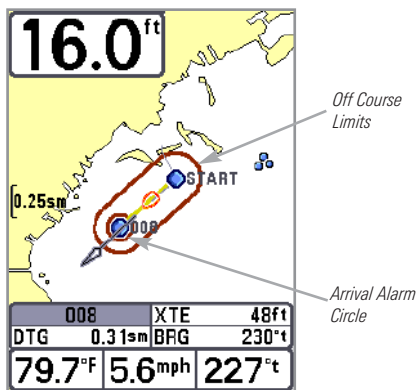 16.0ft
Off Course
Limits
START
0.25sm
008
Arrival Alarm
Circle
008 XTE 48ft
DTG 0.31sm BRG 230°t
79.7°F 5.6mph 227°t